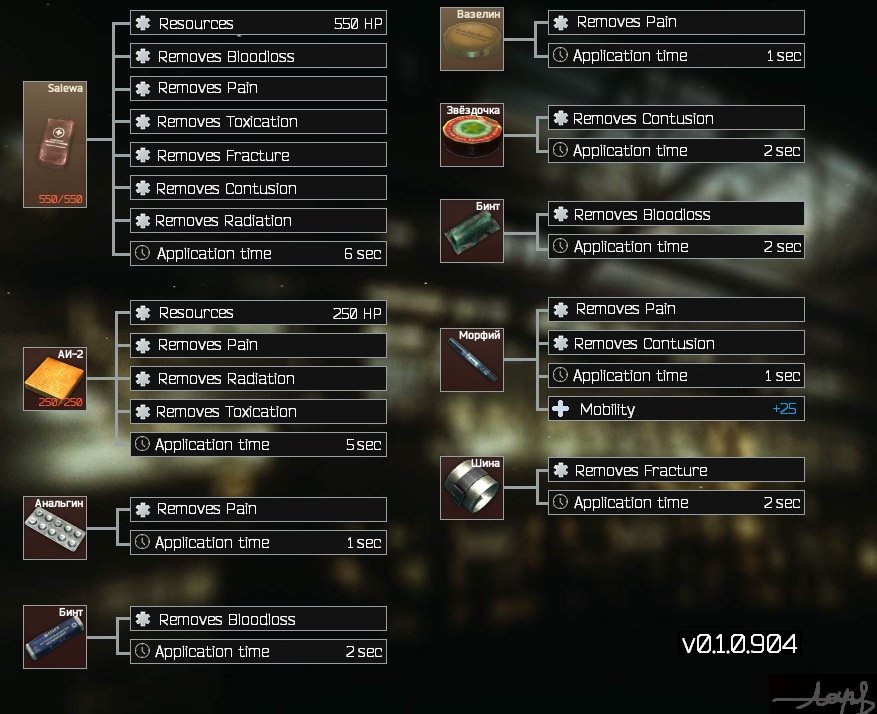 Salewa
550/550
Resources 550 HP
Removes Bloodloss
Removes Pain
Removes Toxication
Removes Fracture
Removes Contusion
Removes Radiation
Application time 6 sec
АИ-2
250/250
Resources 250 HP
Removes Pain
Removes Radiation
Removes Toxication
Application time 5 sec
Анальгин
Removes Pain
Application time 1 sec
Бинт
Removes Bloodloss
Application time 2 sec
Вазелин
Removes Pain
Application time 1 sec
Звёздочка
Removes Contusion
Application time 2 sec
Бинт
Removes Bloodloss
Application time 2 sec
Морфий
Removes Pain
Removes Contusion
Application time 1 sec
Mobility +25
Шина
Removes Fracture
Application time 2 sec
v0.1.0.904